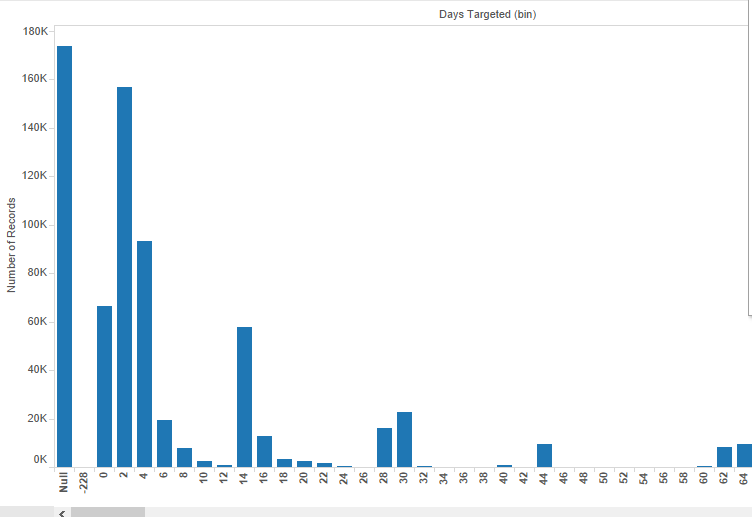 Days Targeted (bin)
180K
160K
140K
120K
100K
80K
60K
40K
20K
0K
Number of Records
Null -228 0 2 4 6 8 10 12 14 16 18 20 22 24 26 28 30 32 34 36 38 40 42 44 46 48 50 52 54 56 58 60 62 64